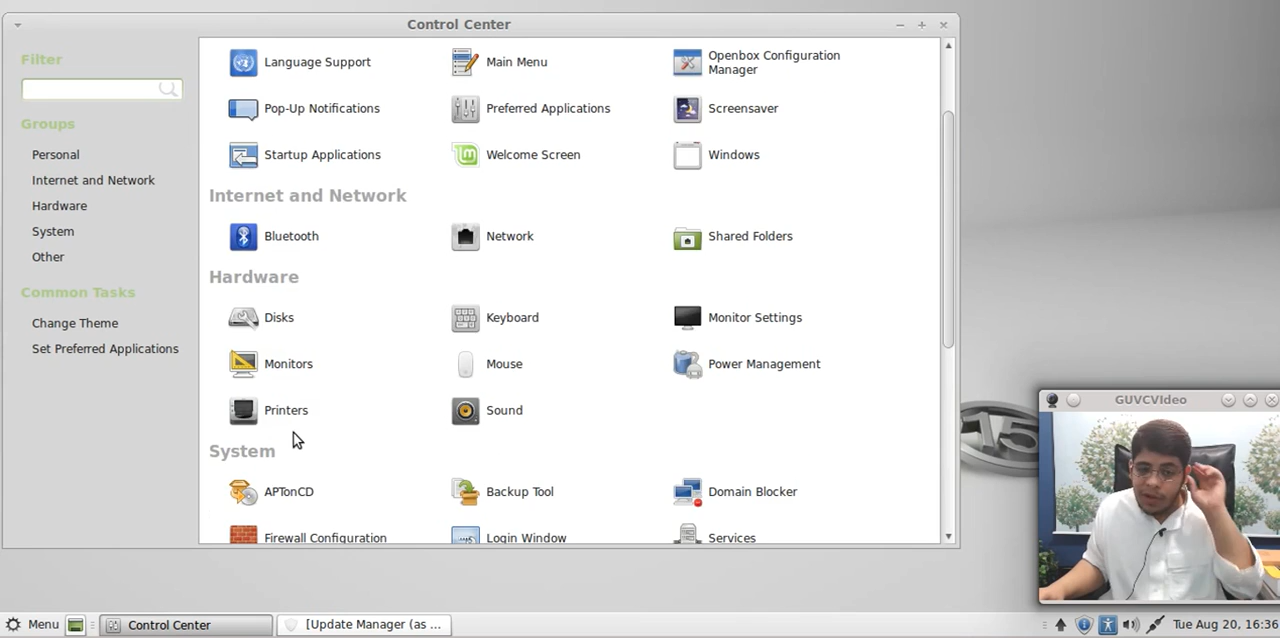 Control Center
Filter
Groups
Personal
Internet and Network
Hardware
System
Other
Common Tasks
Change Theme
Set Preferred Applications
Language Support
Main Menu
Openbox Configuration
Manager
Pop-Up Notifications
Preferred Applications
Screensaver
Startup Applications
Welcome Screen
Windows
Internet and Network
Bluetooth
Network
Shared Folders
Hardware
Disks
Keyboard
Monitor Settings
Monitors
Mouse
Power Management
Printers
Sound
System
APTonCD
Backup Tool
Domain Blocker
Firewall Configuration
Login Window
Services
15
GUVCVIdeo
Menu
Control Center
[Update Manager (as ...
Tue Aug 20, 16:36